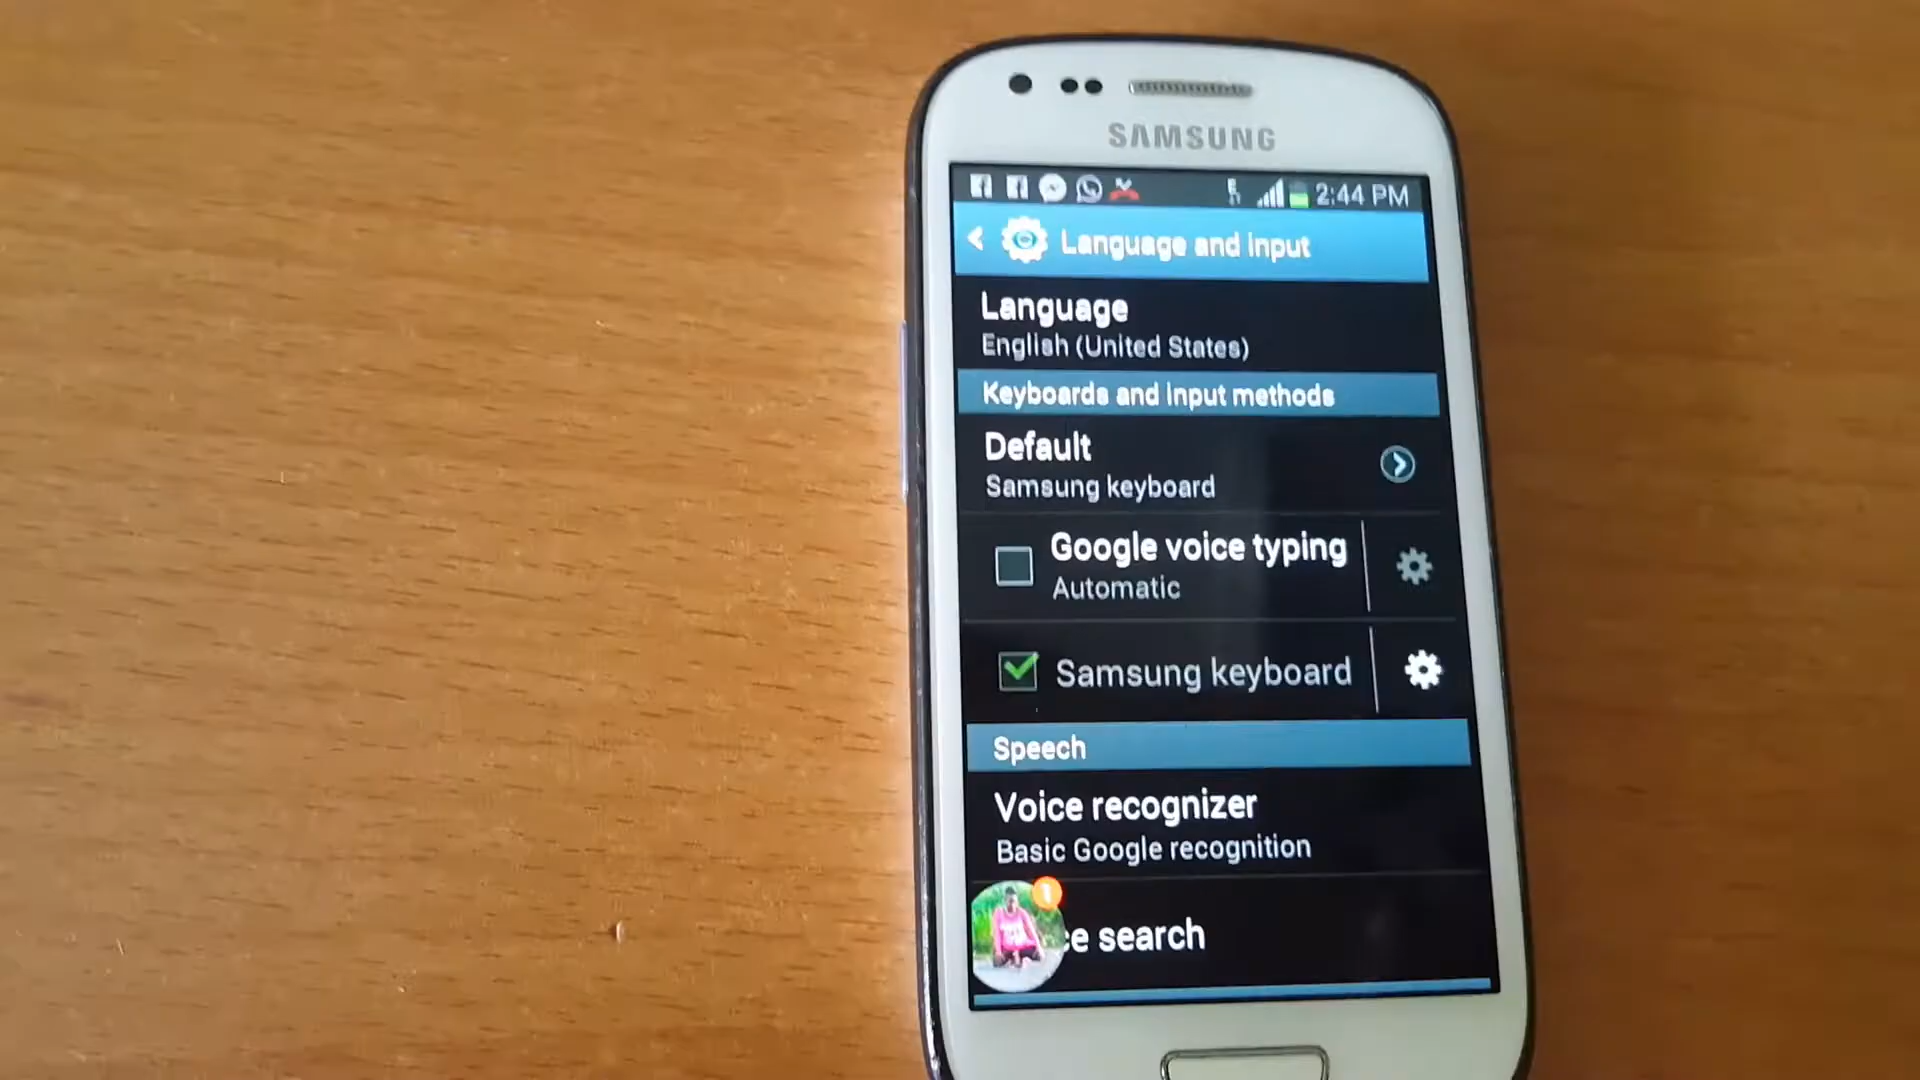 SAMSUNG
2:44 PM
Language and input
Language
English (United States)
Keyboards and input methods
Default
Samsung keyboard
Google voice typing
Automatic
Samsung keyboard
Speech
Voice recognizer
Basic Google recognition
1
search